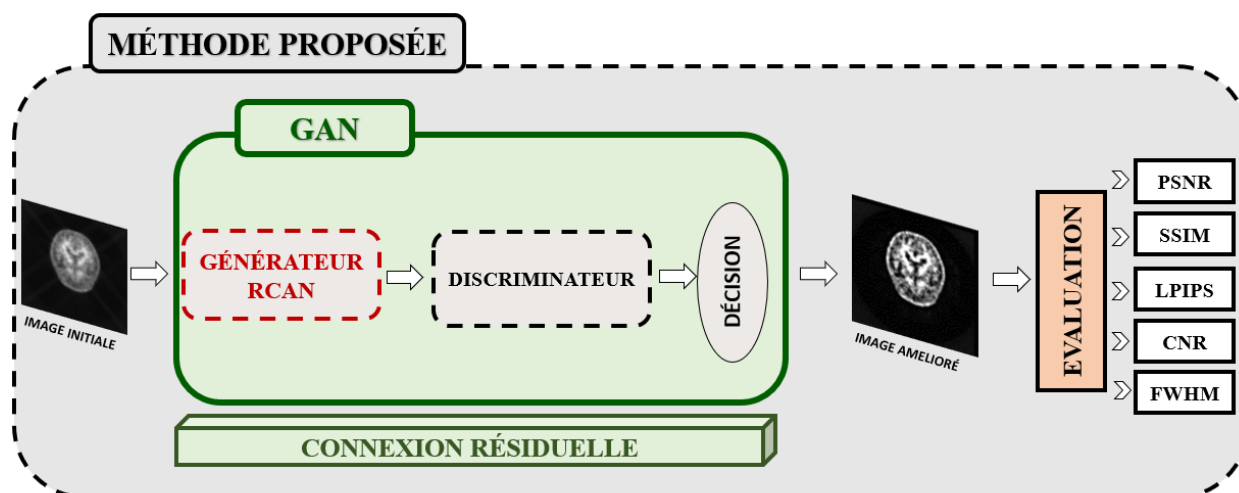 MÉTHODE PROPOSÉE
GAN
IMAGE INITIALE
GÉNÉRATEUR
RCAN
DISCRIMINATEUR
DÉCISION
CONNEXION RÉSIDUELLE
IMAGE AMELIORÉ
EVALUATION
PSNR
SSIM
LPIPS
CNR
FWHM